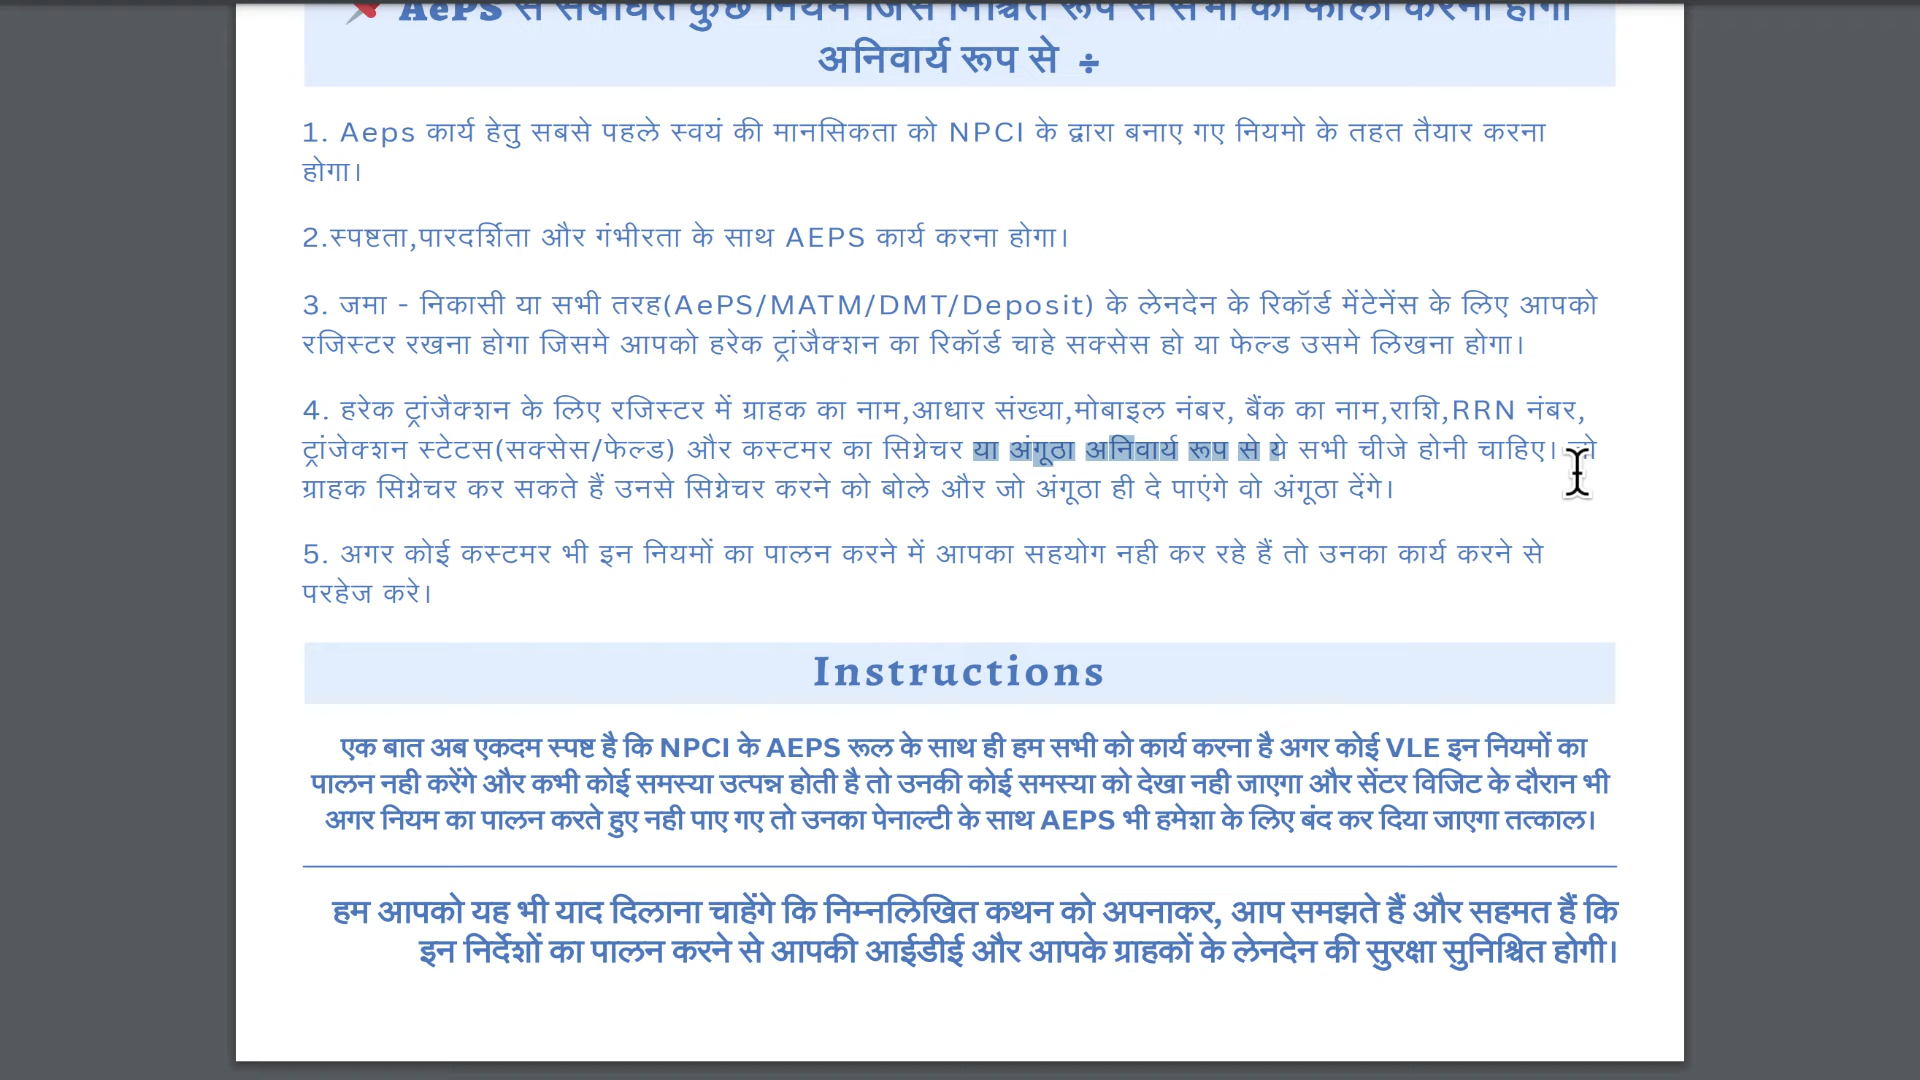 AePS से संबंधित कुछ नियम जिसे निश्चित रूप से सभी को फॉलो करना होगा
अनिवार्य रूप से ÷
1. Aeps कार्य हेतु सबसे पहले स्वयं की मानसिकता को NPCI के द्वारा बनाए गए नियमो के तहत तैयार करना
होगा।
2.स्पष्टता,पारदर्शिता और गंभीरता के साथ AEPS कार्य करना होगा।
3. जमा - निकासी या सभी तरह(AePS/MATM/DMT/Deposit) के लेनदेन के रिकॉर्ड मेंटेनेंस के लिए आपको
रजिस्टर रखना होगा जिसमे आपको हरेक ट्रांजैक्शन का रिकॉर्ड चाहे सक्सेस हो या फेल्ड उसमे लिखना होगा।
4. हरेक ट्रांजैक्शन के लिए रजिस्टर में ग्राहक का नाम,आधार संख्या,मोबाइल नंबर, बैंक का नाम,राशि,RRN नंबर,
ट्रांजेक्शन स्टेटस(सक्सेस/फेल्ड) और कस्टमर का सिग्नेचर या अंगूठा अनिवार्य रूप से ये सभी चीजे होनी चाहिए।
ग्राहक सिग्नेचर कर सकते हैं उनसे सिग्नेचर करने को बोले और जो अंगूठा ही दे पाएंगे वो अंगूठा देंगे।
5. अगर कोई कस्टमर भी इन नियमों का पालन करने में आपका सहयोग नही कर रहे हैं तो उनका कार्य करने से
परहेज करे।
Instructions
एक बात अब एकदम स्पष्ट है कि NPCI के AEPS रूल के साथ ही हम सभी को कार्य करना है अगर कोई VLE इन नियमों का
पालन नही करेंगे और कभी कोई समस्या उत्पन्न होती है तो उनकी कोई समस्या को देखा नही जाएगा और सेंटर विजिट के दौरान भी
अगर नियम का पालन करते हुए नही पाए गए तो उनका पेनाल्टी के साथ AEPS भी हमेशा के लिए बंद कर दिया जाएगा तत्काल।
हम आपको यह भी याद दिलाना चाहेंगे कि निम्नलिखित कथन को अपनाकर, आप समझते हैं और सहमत हैं कि
इन निर्देशों का पालन करने से आपकी आईडीई और आपके ग्राहकों के लेनदेन की सुरक्षा सुनिश्चित होगी।